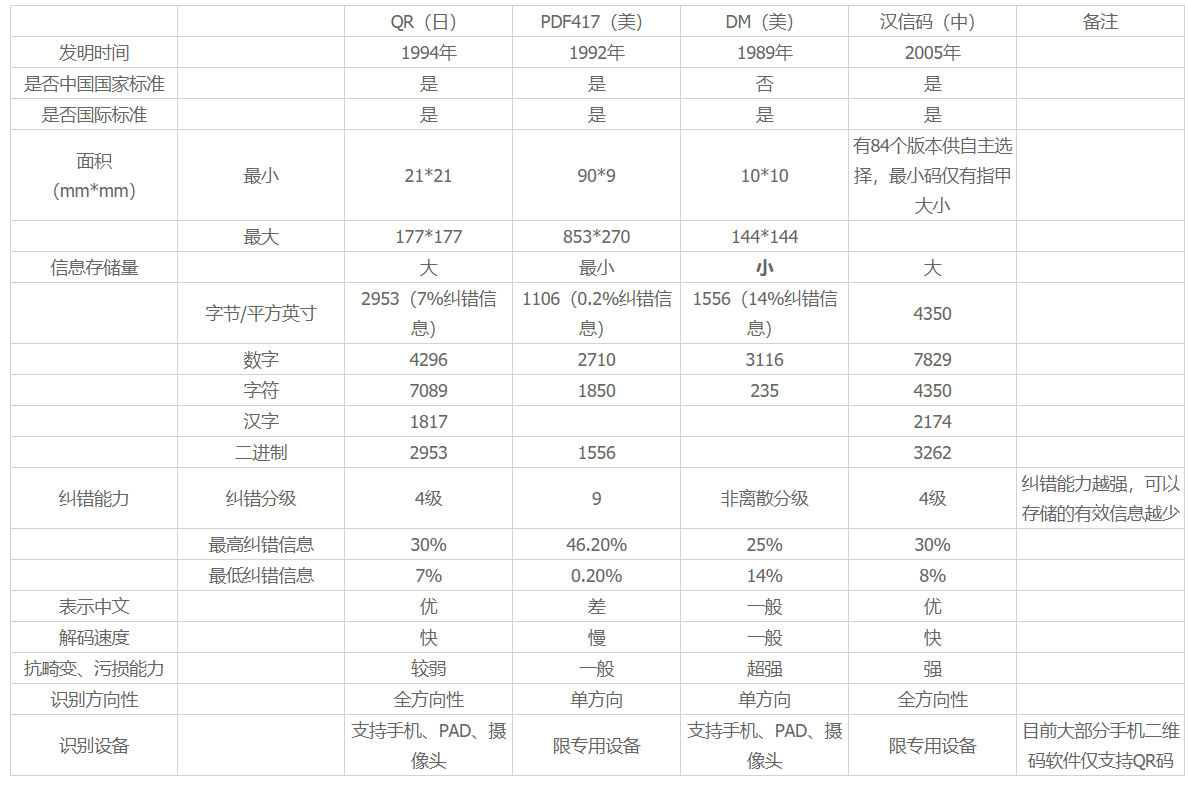 QR（日） PDF417（美） DM（美） 汉信码（中） 备注
发明时间 1994年 1992年 1989年 2005年
是否中国国家标准 是 是 否 是
是否国际标准 是 是 是 是
面积
（mm*mm） 最小 21*21 90*9 10*10 有84个版本供自主选
择，最小码仅有指甲
大小
最大 177*177 853*270 144*144
信息存储量 大 最小 小 大
字节/平方英寸 2953（7%纠错信
息） 1106（0.2%纠错信
息） 1556（14%纠错信
息） 4350
数字 4296 2710 3116 7829
字符 7089 1850 235 4350
汉字 1817 2174
二进制 2953 1556 3262
纠错能力 纠错分级 4级 9 非离散分级 4级 纠错能力越强，可以
存储的有效信息越少
最高纠错信息 30% 46.20% 25% 30%
最低纠错信息 7% 0.20% 14% 8%
表示中文 优 差 一般 优
解码速度 快 慢 一般 快
抗畸变、污损能力 较弱 一般 超强 强
识别方向性 全方向性 单方向 单方向 全方向性
识别设备 支持手机、PAD、摄
像头 限专用设备 支持手机、PAD、摄
像头 限专用设备 目前大部分手机二维
码软件仅支持QR码